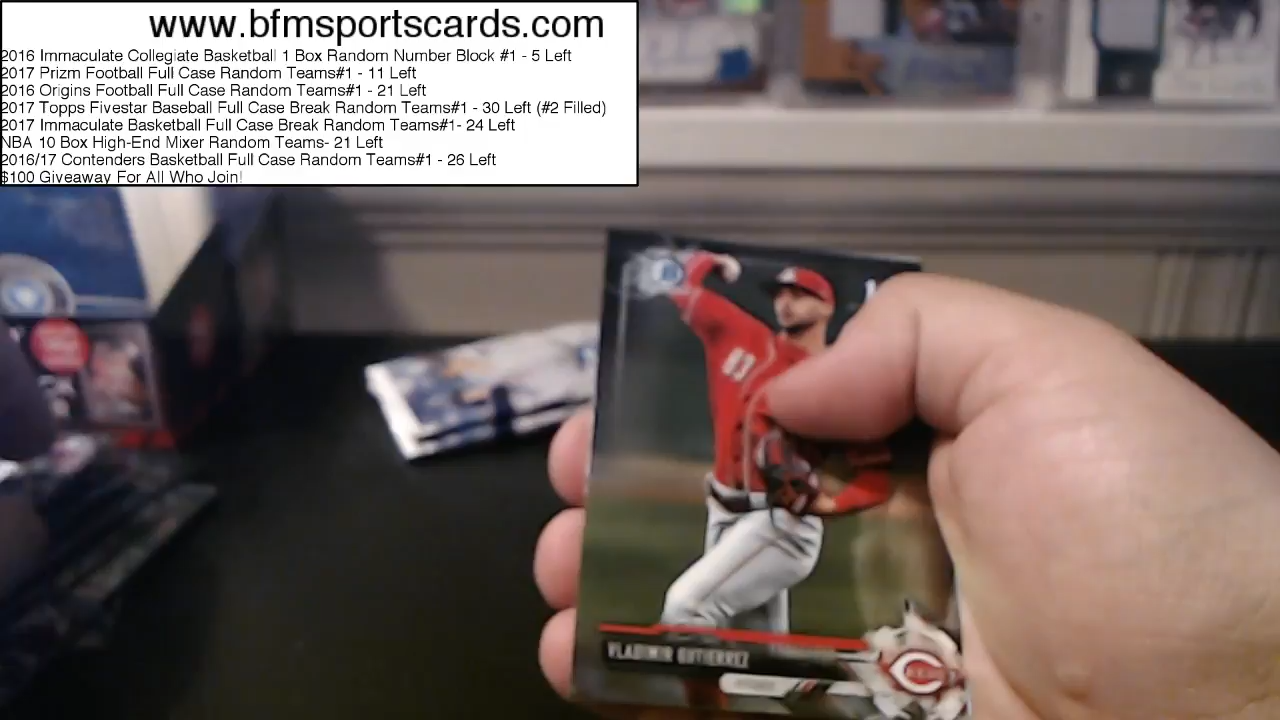 www.bfmsportscards.com
2016 Immaculate Collegiate Basketball 1 Box Random Number Block #1 - 5 Left
2017 Prizm Football Full Case Random Teams#1 - 11 Left
2016 Origins Football Full Case Random Teams#1 - 21 Left
2017 Topps Fivestar Baseball Full Case Break Random Teams#1 - 30 Left (#2 Filled)
2017 Immaculate Basketball Full Case Break Random Teams#1- 24 Left
NBA 10 Box High-End Mixer Random Teams- 21 Left
2016/17 Contenders Basketball Full Case Random Teams#1 - 26 Left
$100 Giveaway For All Who Join!
VLADIMIR GUTIERREZ